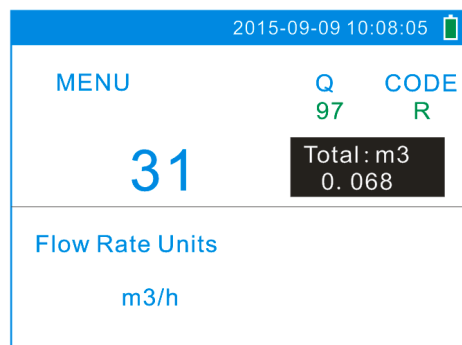 2015-09-09 10:08:05
MENU
Q
CODE
97
R
31
Total: m3
0. 068
Flow Rate Units
m3/h